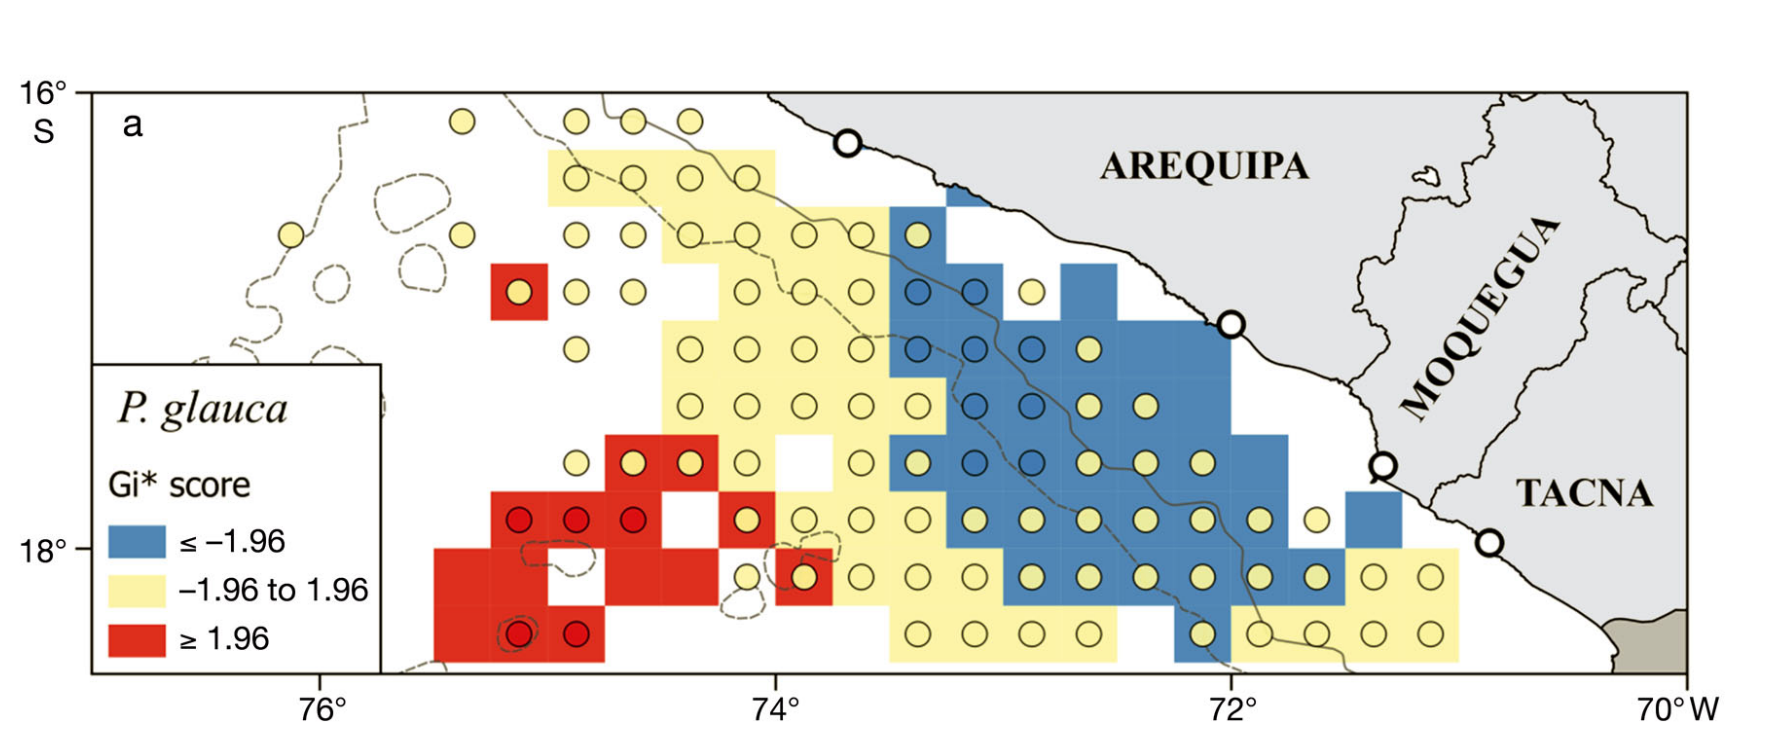 16°
S
a
AREQUIPA
MOQUEGUA
TACNA
P. glauca
Gi* score
≤ –1.96
–1.96 to 1.96
≥ 1.96
18°
76°
74°
72°
70°W